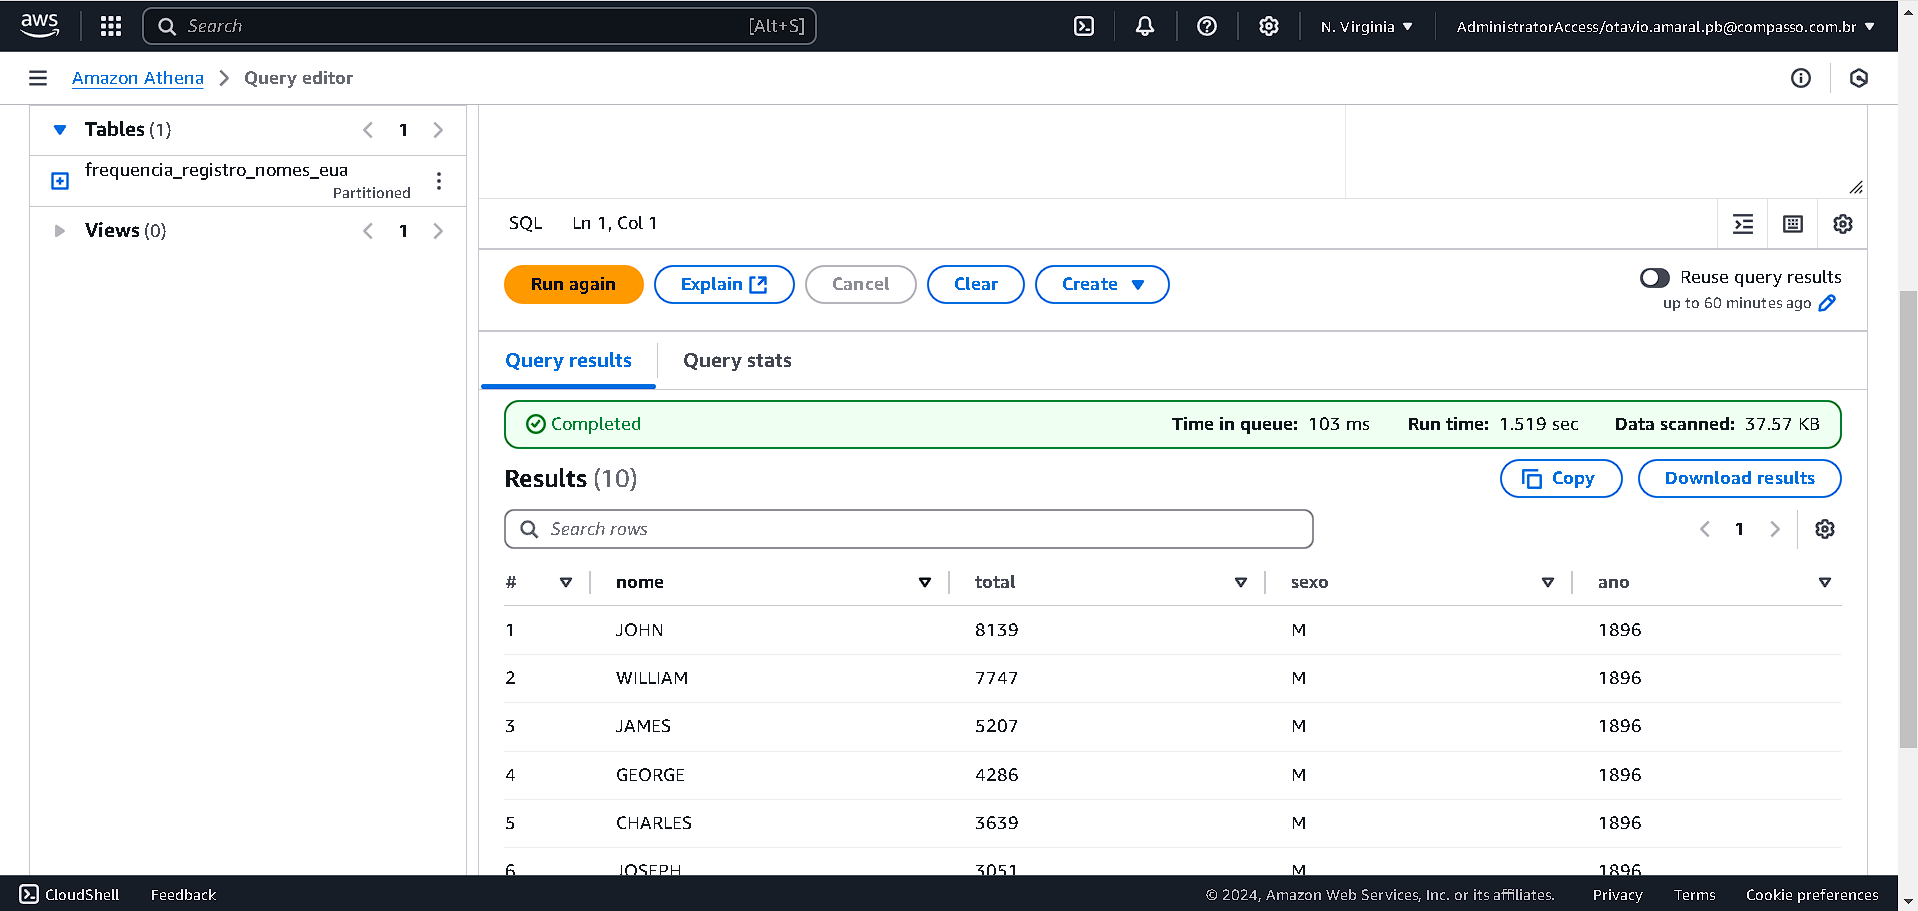 aws
Search [Alt+S]
N. Virginia
AdministratorAccess/otavio.amaral.pb@compasso.com.br
Amazon Athena > Query editor
Tables (1) < 1 >
frequencia_registro_nomes_eua
Partitioned
Views (0) < 1 >
SQL Ln 1, Col 1
Run again
Explain
Cancel
Clear
Create
Reuse query results
up to 60 minutes ago
Query results
Query stats
Completed
Time in queue: 103 ms Run time: 1.519 sec Data scanned: 37.57 KB
Results (10)
Copy
Download results
Search rows
< 1 >
# nome total sexo ano
1 JOHN 8139 M 1896
2 WILLIAM 7747 M 1896
3 JAMES 5207 M 1896
4 GEORGE 4286 M 1896
5 CHARLES 3639 M 1896
6 JOSEPH 3051 M 1896
CloudShell Feedback
© 2024, Amazon Web Services, Inc. or its affiliates. Privacy Terms Cookie preferences